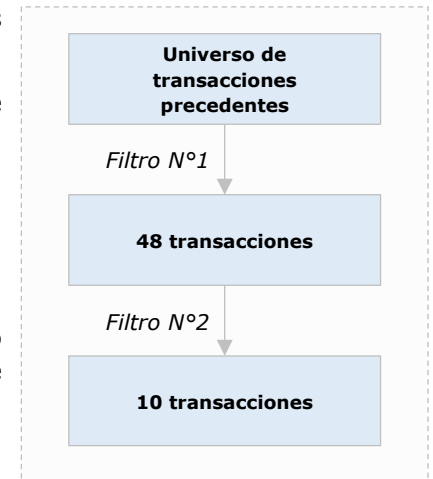 Universo de
transacciones
precedentes
Filtro N°1
48 transacciones
Filtro N°2
10 transacciones